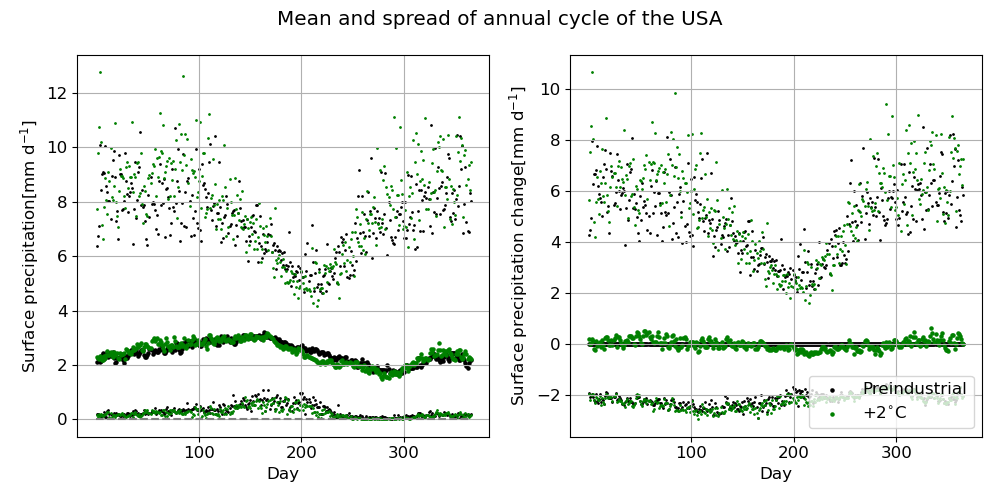 Mean and spread of annual cycle of the USA
Surface precipitation[mm d⁻¹]
12
10
8
6
4
2
0
100
200
300
Day
Surface precipitation change[mm d⁻¹]
10
8
6
4
2
0
−2
100
200
300
Day
Preindustrial
+2°C